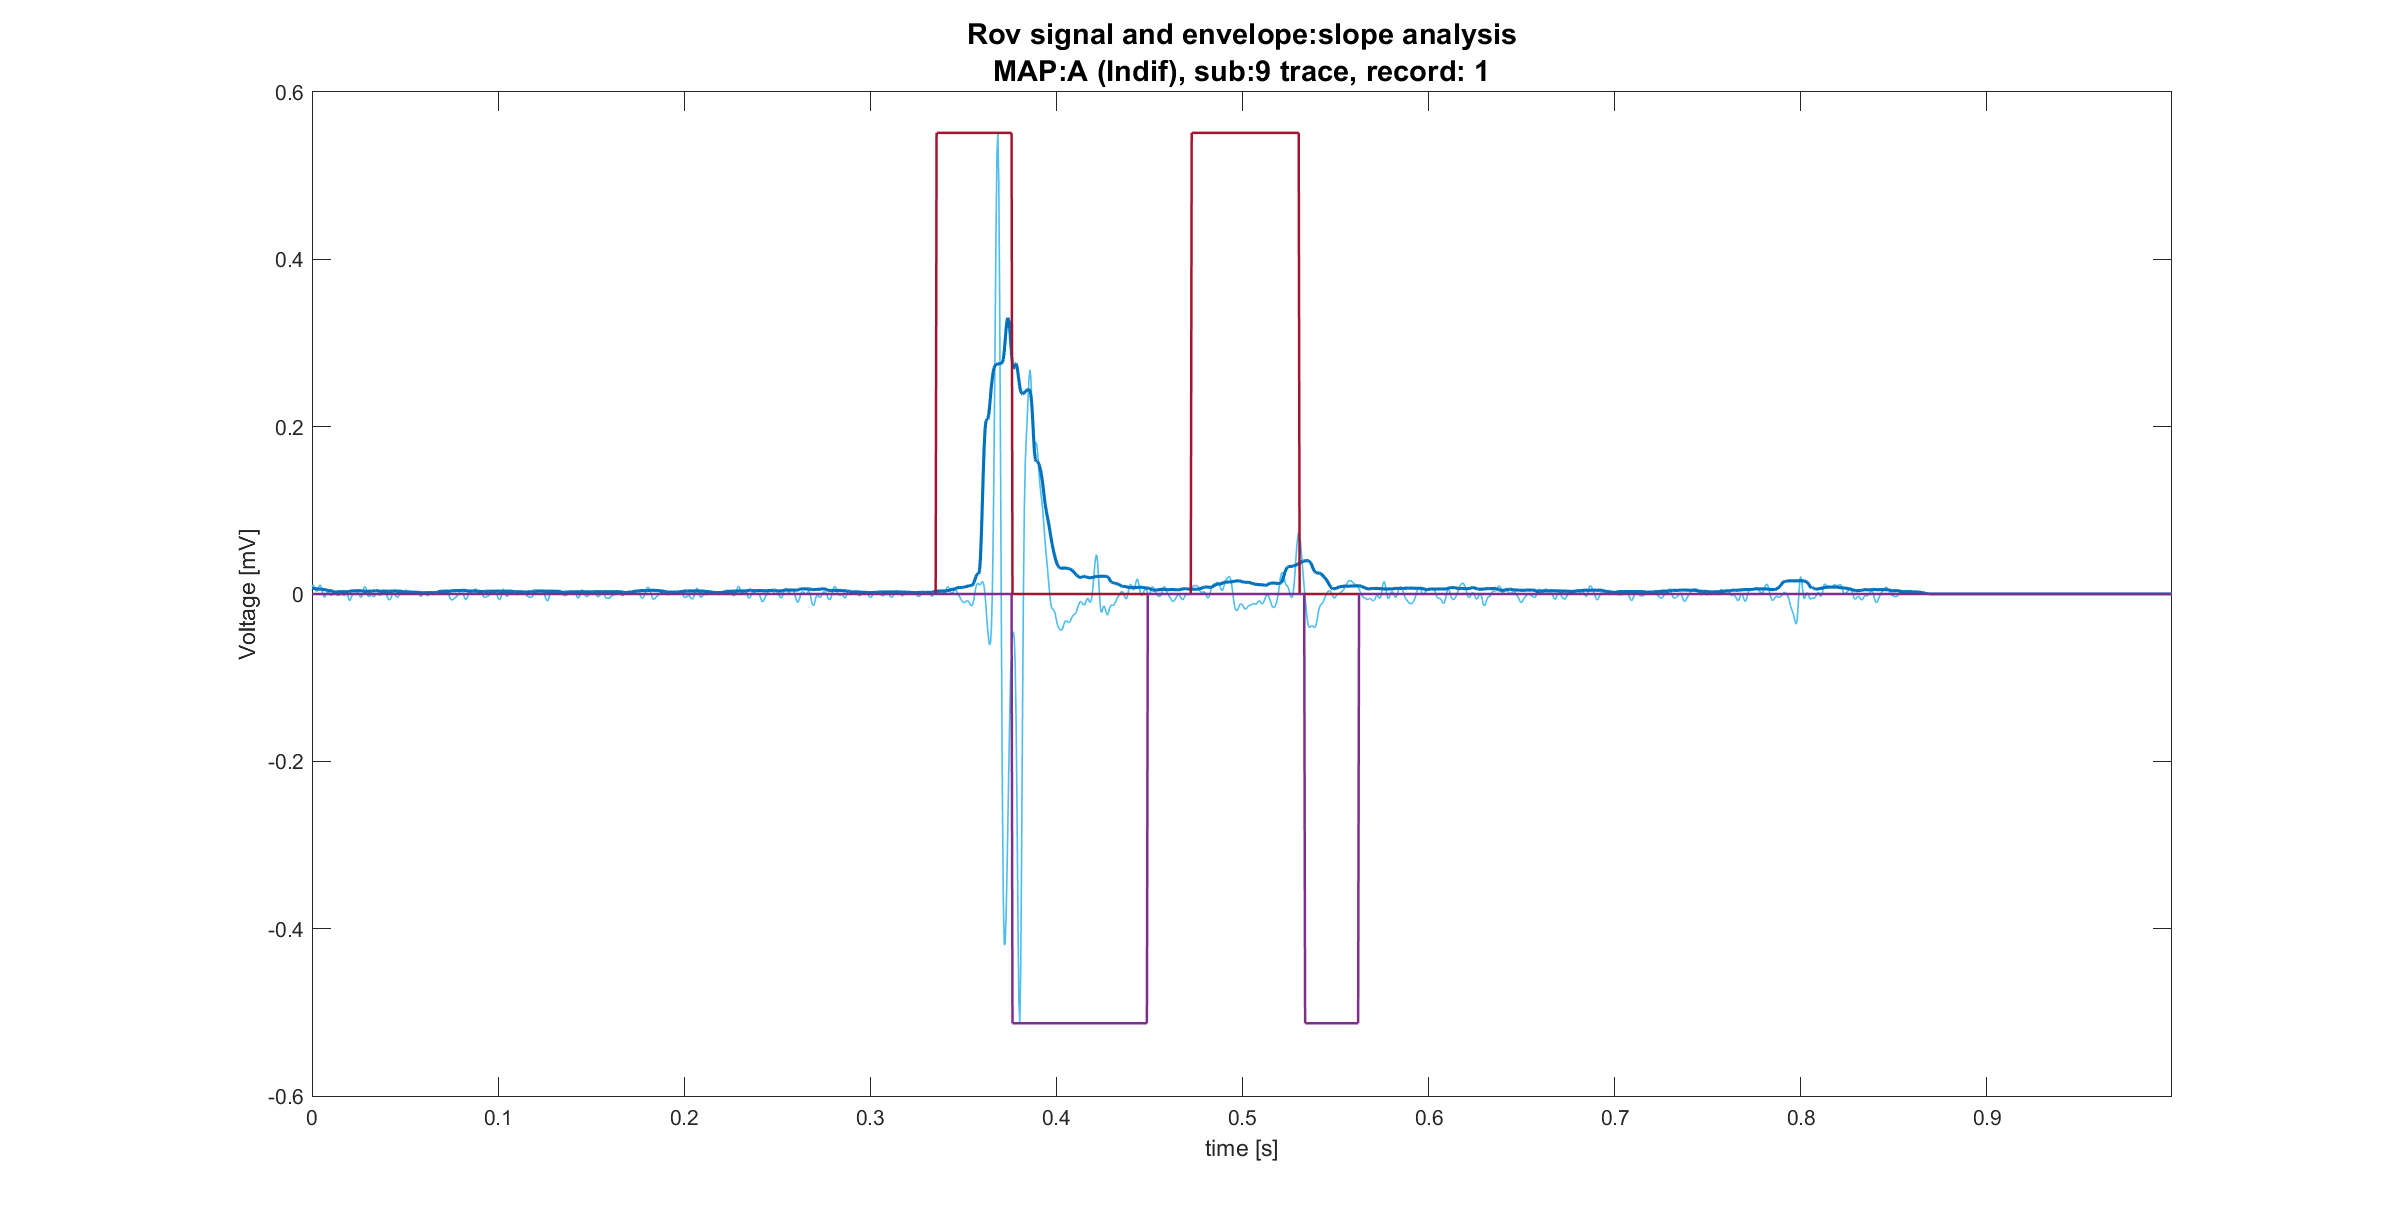 Rov signal and envelope:slope analysis
MAP:A (Indif), sub:9 trace, record: 1
0.6
0.4
0.2
0
-0.2
-0.4
-0.6
Voltage [mV]
0 0.1 0.2 0.3 0.4 0.5 0.6 0.7 0.8 0.9
time [s]